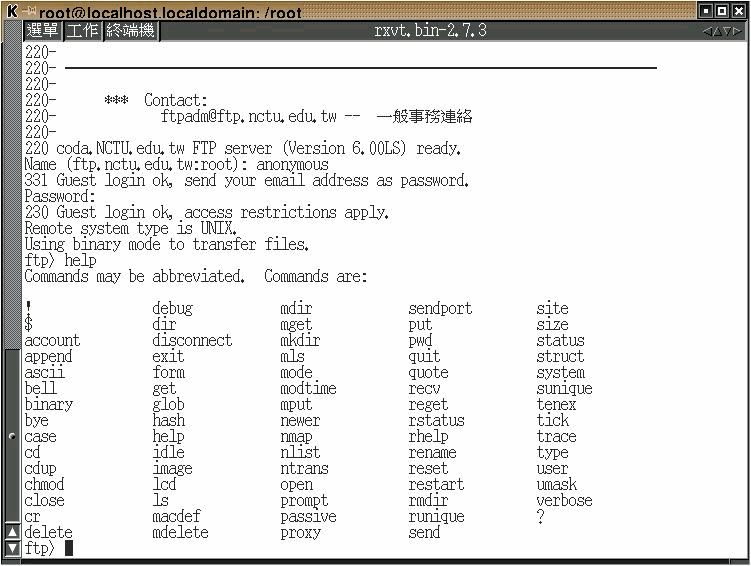 root@localhost.localdomain: /root
選單 工作 終端機 rxvt.bin-2.7.3
220-
220-
220-
220- *** Contact:
220- ftpadm@ftp.nctu.edu.tw -- 一般事務連絡
220-
220 coda.NCTU.edu.tw FTP server (Version 6.00LS) ready.
Name (ftp.nctu.edu.tw:root): anonymous
331 Guest login ok, send your email address as password.
Password:
230 Guest login ok, access restrictions apply.
Remote system type is UNIX.
Using binary mode to transfer files.
ftp> help
Commands may be abbreviated. Commands are:
! debug mdir sendport site
$ dir mget put size
account disconnect mkdir pwd status
append exit mls quit struct
ascii form mode quote system
bell get modtime recv sunique
binary glob mput reget tenex
bye hash newer rstatus tick
case help nmap rhelp trace
cd idle nlist rename type
cdup image ntrans reset user
chmod lcd open restart umask
close ls prompt rmdir verbose
cr macdef passive runique ?
delete mdelete proxy send
ftp>